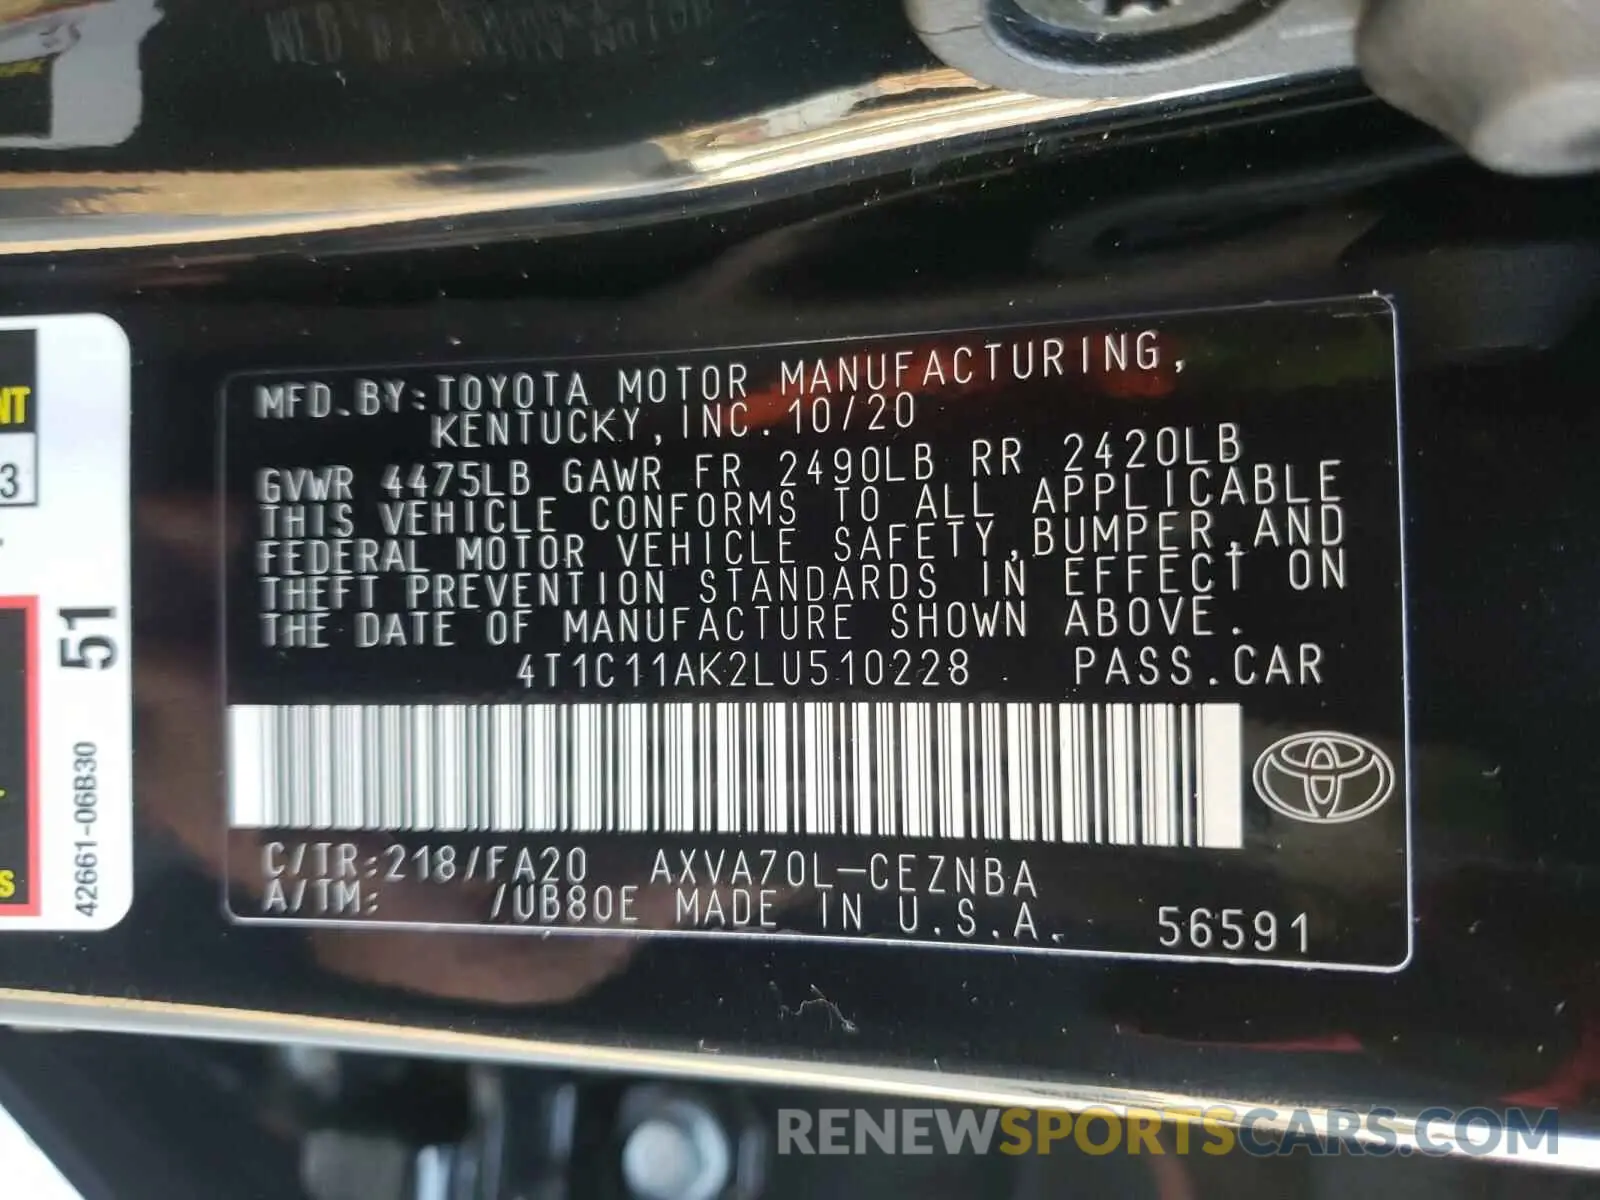 MFD.BY:TOYOTA MOTOR MANUFACTURING,
KENTUCKY, INC. 10/20
GVWR 4475LB GAWR FR 2490LB RR 2420LB
THIS VEHICLE CONFORMS TO ALL APPLICABLE
FEDERAL MOTOR VEHICLE SAFETY,BUMPER,AND
THEFT PREVENTION STANDARDS IN EFFECT ON
THE DATE OF MANUFACTURE SHOWN ABOVE.
4T1C11AK2LU510228 PASS.CAR
C/TR:218/FA20 AXVA70L-CEZNBA
A/TM: /UB80E MADE IN U.S.A. 56591
NT
3
51
42661-06B30
S
RENEWSPORTSCARS.COM